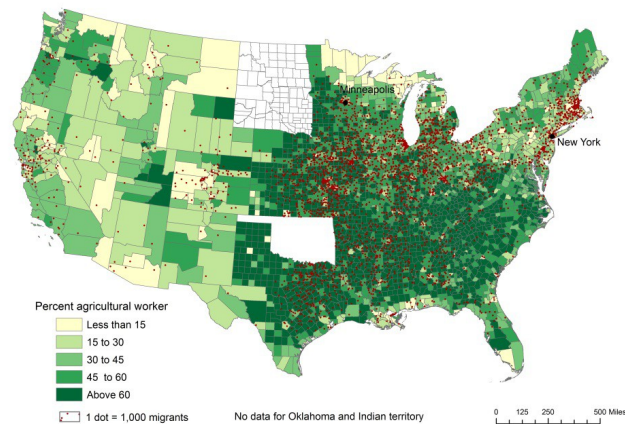 Minneapolis
New York
Percent agricultural worker
Less than 15
15 to 30
30 to 45
45 to 60
Above 60
1 dot = 1,000 migrants
No data for Oklahoma and Indian territory
0 125 250 500 Miles